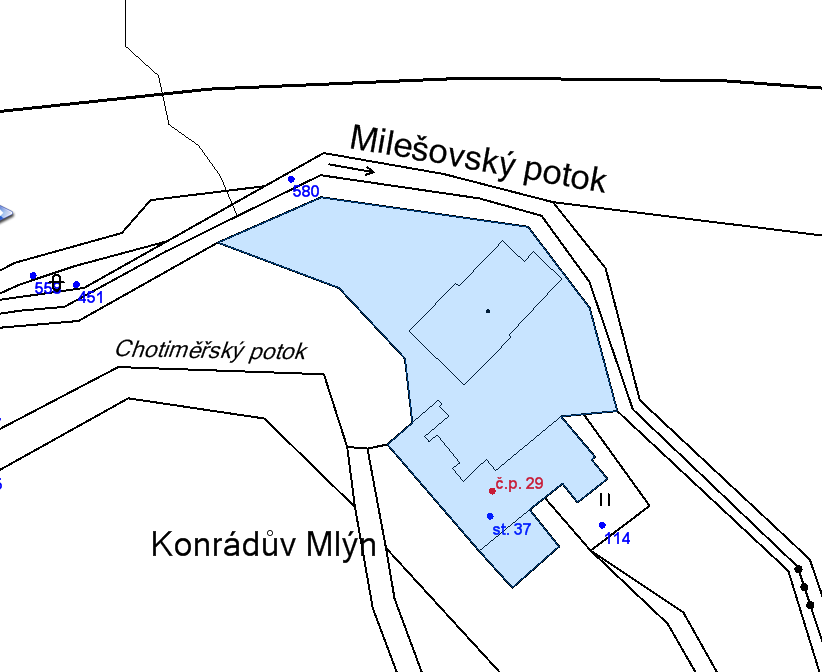 Milešovský potok
580
559
451
Chotiměřský potok
č.p. 29
st. 37
114
Konrádův Mlýn